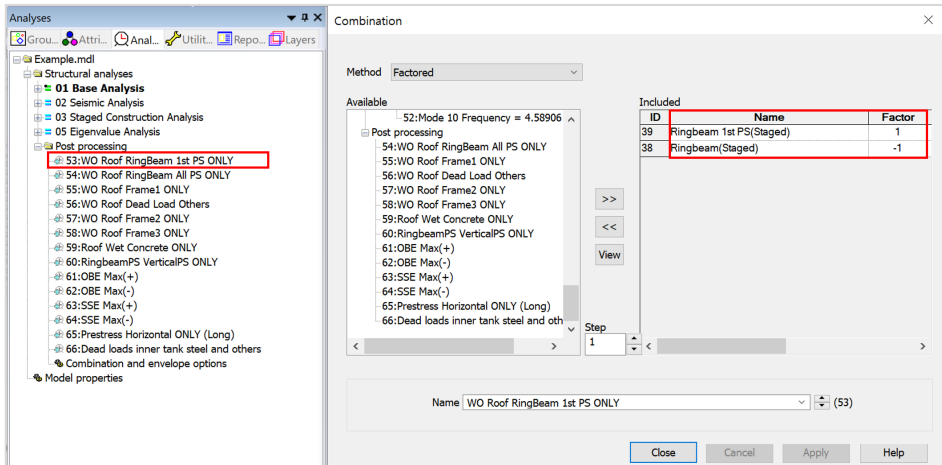 Analyses
Grou... Attri... Anal... Utilit... Repo... Layers
Example.mdl
Structural analyses
01 Base Analysis
02 Seismic Analysis
03 Staged Construction Analysis
05 Eigenvalue Analysis
Post processing
53:WO Roof RingBeam 1st PS ONLY
54:WO Roof RingBeam All PS ONLY
55:WO Roof Frame1 ONLY
56:WO Roof Dead Load Others
57:WO Roof Frame2 ONLY
58:WO Roof Frame3 ONLY
59:Roof Wet Concrete ONLY
60:RingbeamPS VerticalPS ONLY
61:OBE Max(+)
62:OBE Max(-)
63:SSE Max(+)
64:SSE Max(-)
65:Prestress Horizontal ONLY (Long)
66:Dead loads inner tank steel and others
Combination and envelope options
Model properties
Combination
Method Factored
Available
52:Mode 10 Frequency = 4.58906
Post processing
54:WO Roof RingBeam All PS ONLY
55:WO Roof Frame1 ONLY
56:WO Roof Dead Load Others
57:WO Roof Frame2 ONLY
58:WO Roof Frame3 ONLY
59:Roof Wet Concrete ONLY
60:RingbeamPS VerticalPS ONLY
61:OBE Max(+)
62:OBE Max(-)
63:SSE Max(+)
64:SSE Max(-)
65:Prestress Horizontal ONLY (Long)
66:Dead loads inner tank steel and oth
>>
<<
View
Step
1
Included
ID Name Factor
39 Ringbeam 1st PS(Staged) 1
38 Ringbeam(Staged) -1
Name WO Roof RingBeam 1st PS ONLY (53)
Close Cancel Apply Help